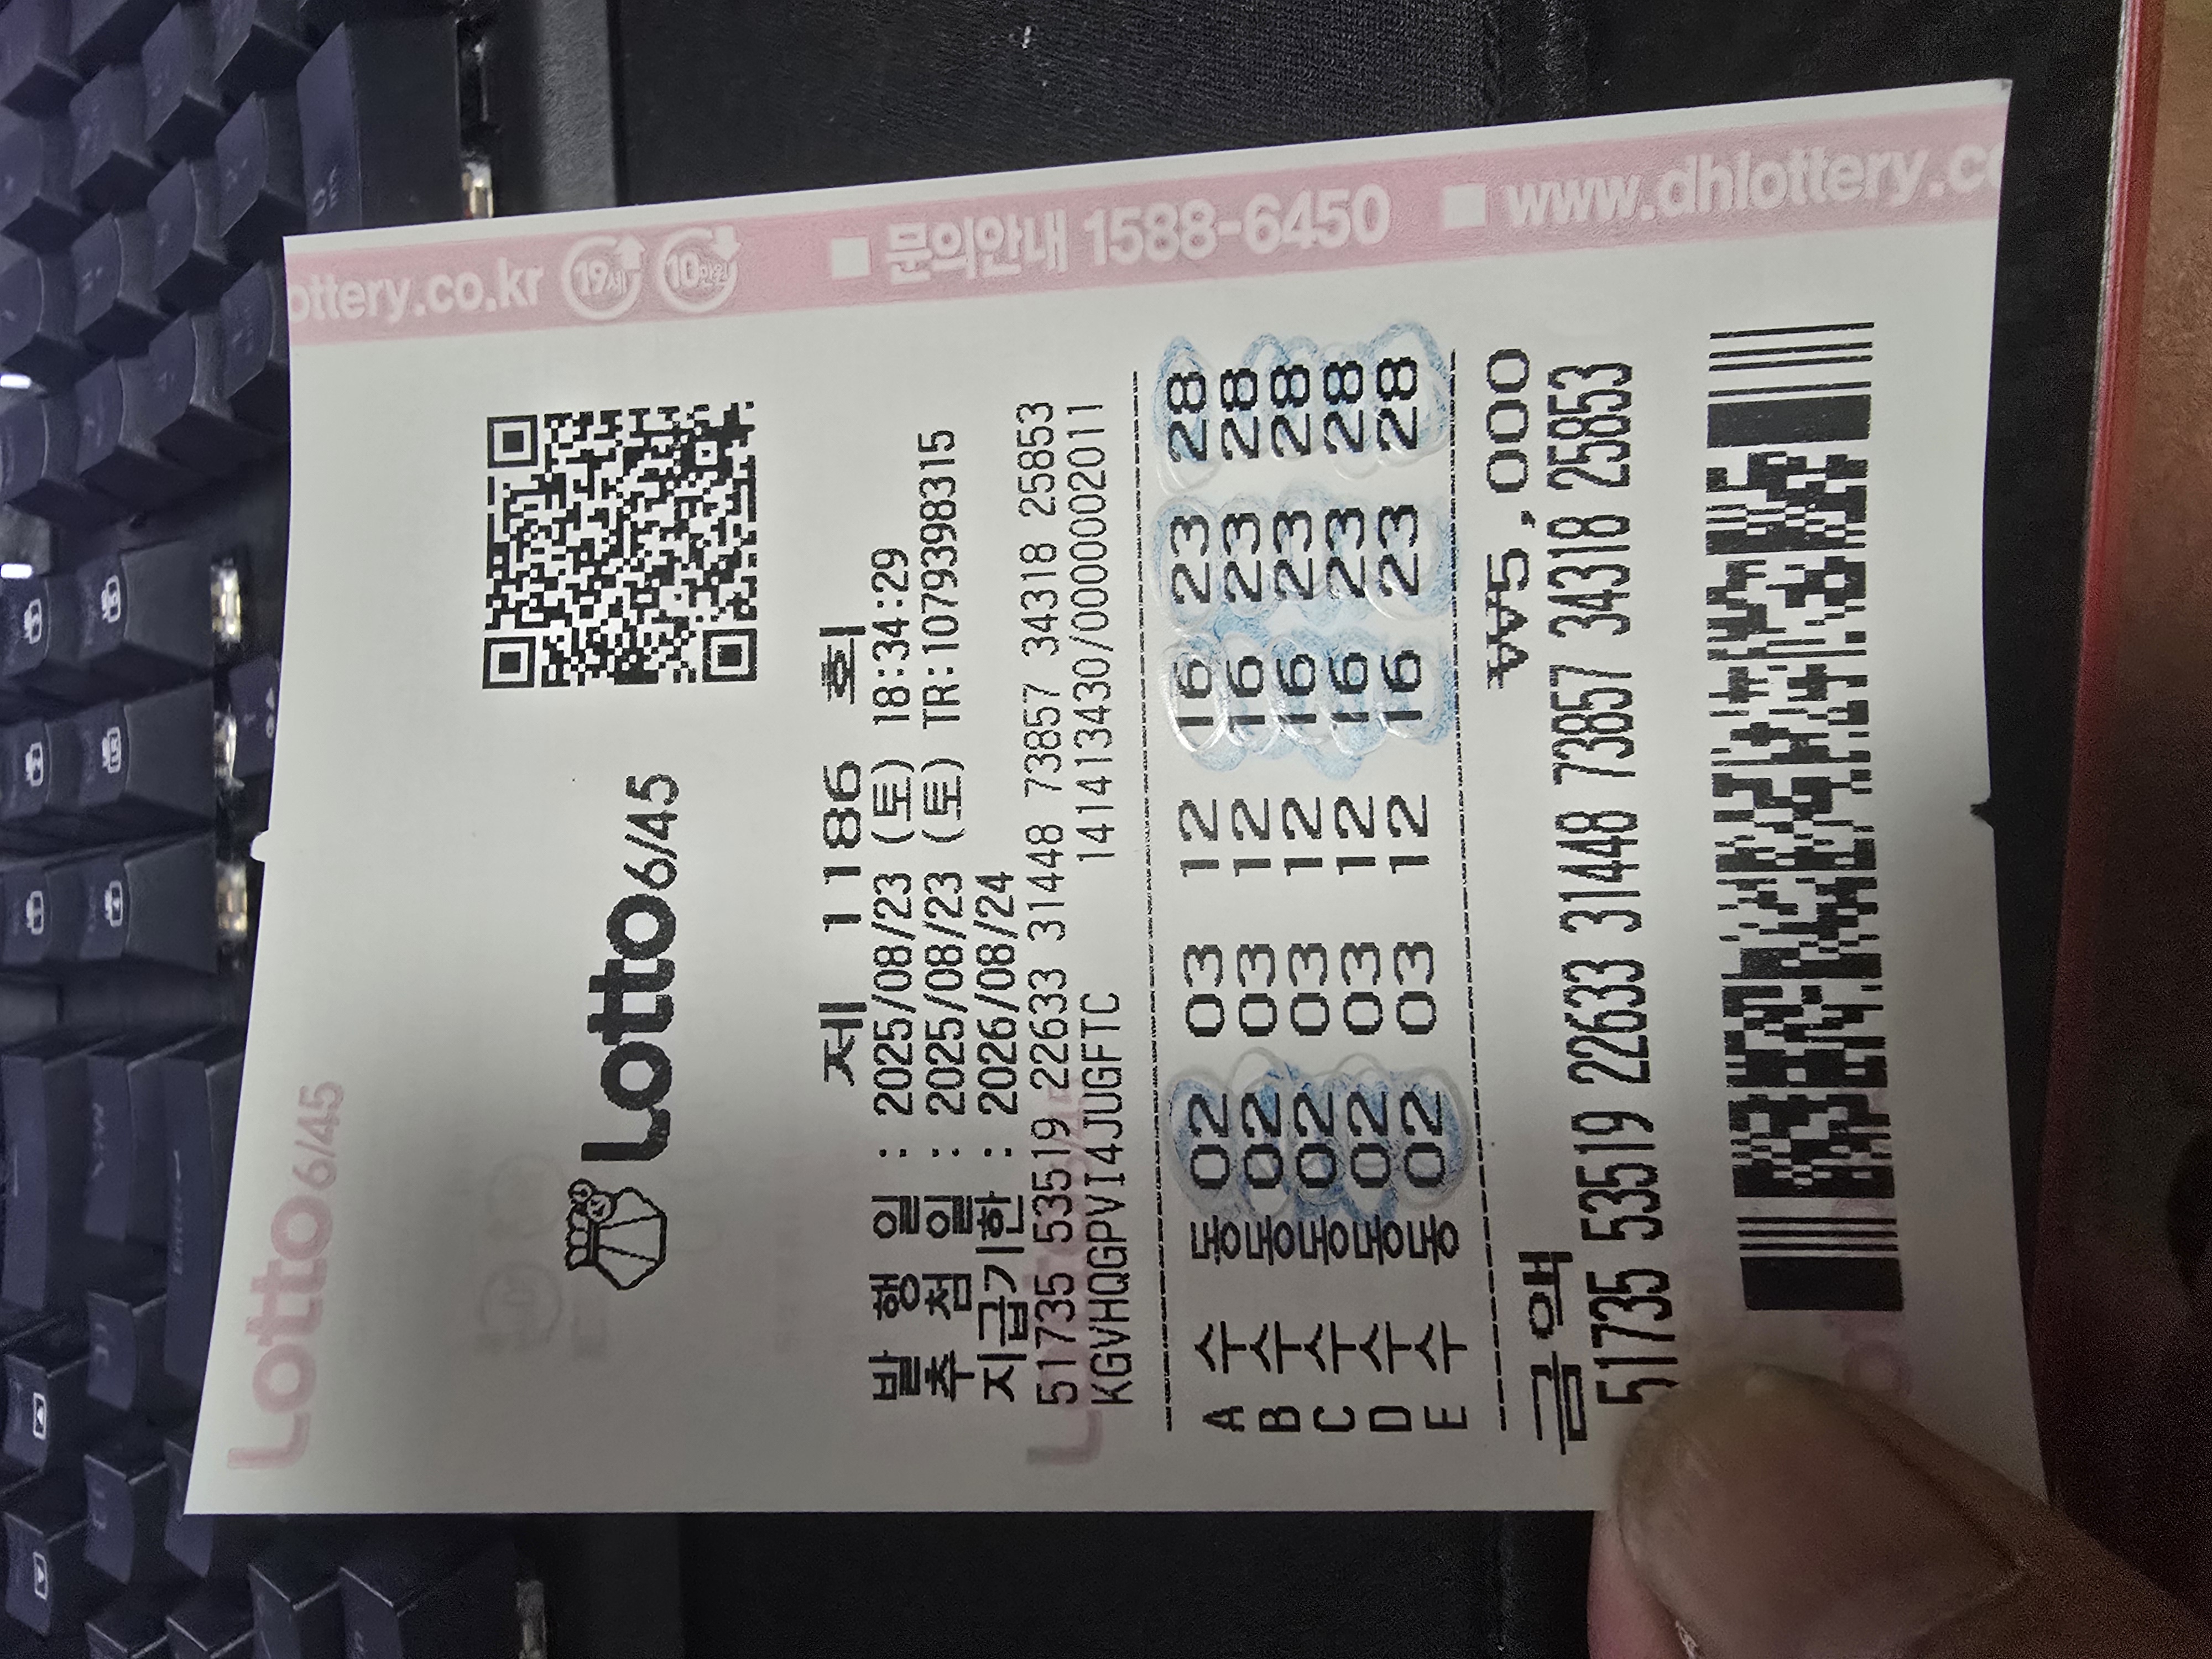 ottery.co.kr 19세 10만원 ■ 문의안내 1588-6450 ■ www.dhlottery.co
Lotto6/45
Lotto6/45
제 1186 회
발 행 일 : 2025/08/23 (토) 18:34:29
추 첨 일 : 2025/08/23 (토) TR:1079398315
지급기한 : 2026/08/24
51735 53519 22633 31448 73857 34318 25853
KGVHQGPVI4JUGFTC 141413430/0000002011
A 수동 02 03 12 16 23 28
B 수동 02 03 12 16 23 28
C 수동 02 03 12 16 23 28
D 수동 02 03 12 16 23 28
E 수동 02 03 12 16 23 28
금액 ₩5,000
51735 53519 22633 31448 73857 34318 25853